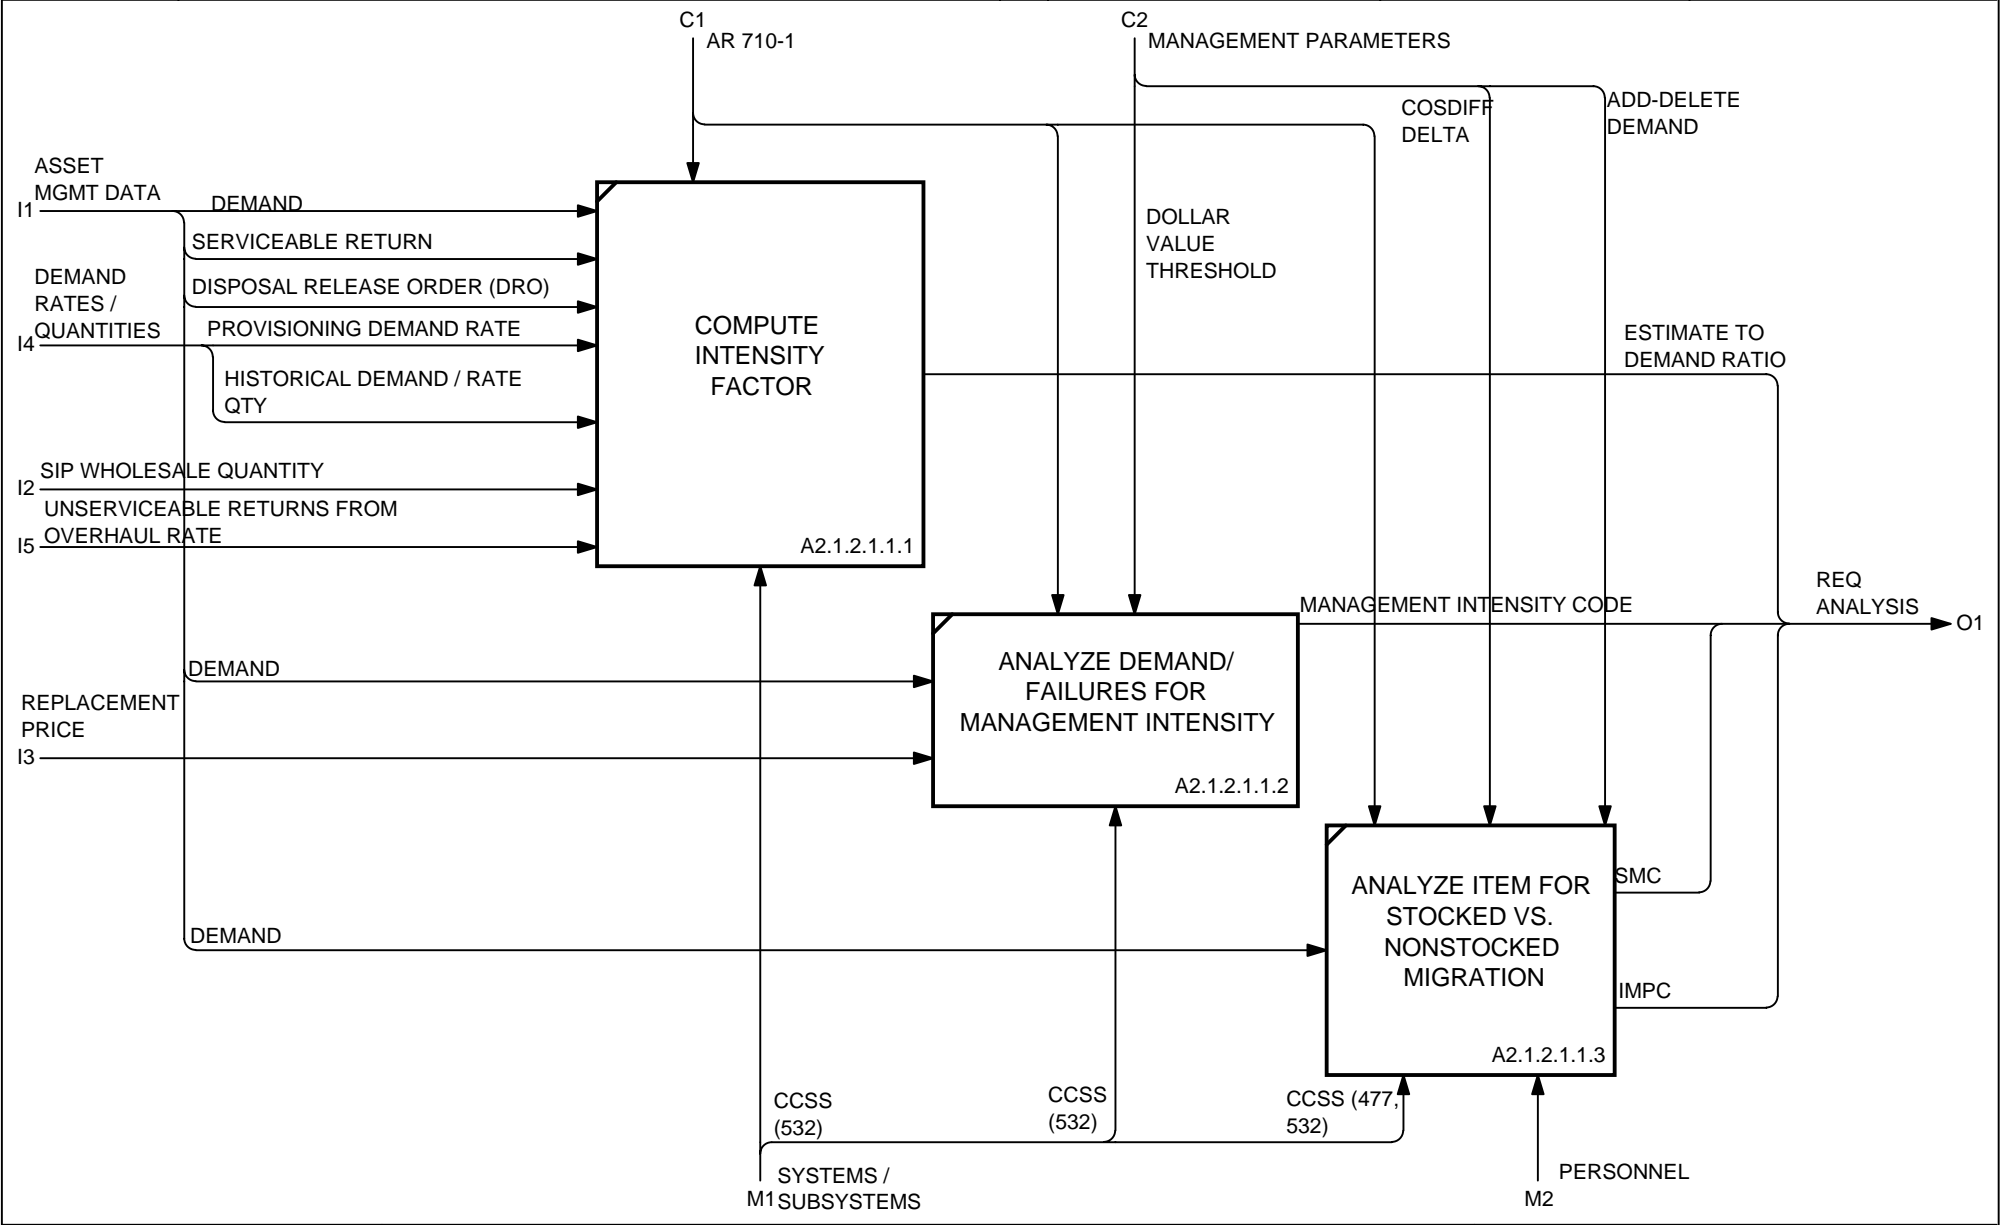 C1
AR 710-1
C2
MANAGEMENT PARAMETERS
COSDIFF
DELTA
ADD-DELETE
DEMAND
ASSET
MGMT DATA
I1
DEMAND
SERVICEABLE RETURN
DISPOSAL RELEASE ORDER (DRO)
DEMAND
RATES /
QUANTITIES
I4
PROVISIONING DEMAND RATE
HISTORICAL DEMAND / RATE
QTY
SIP WHOLESALE QUANTITY
I2
UNSERVICEABLE RETURNS FROM
OVERHAUL RATE
I5
COMPUTE
INTENSITY
FACTOR
A2.1.2.1.1.1
DOLLAR
VALUE
THRESHOLD
ESTIMATE TO
DEMAND RATIO
MANAGEMENT INTENSITY CODE
REQ
ANALYSIS
O1
DEMAND
REPLACEMENT
PRICE
I3
ANALYZE DEMAND/
FAILURES FOR
MANAGEMENT INTENSITY
A2.1.2.1.1.2
DEMAND
ANALYZE ITEM FOR
STOCKED VS.
NONSTOCKED
MIGRATION
A2.1.2.1.1.3
SMC
IMPC
CCSS
(532)
CCSS
(532)
CCSS (477,
532)
SYSTEMS /
SUBSYSTEMS
M1
PERSONNEL
M2